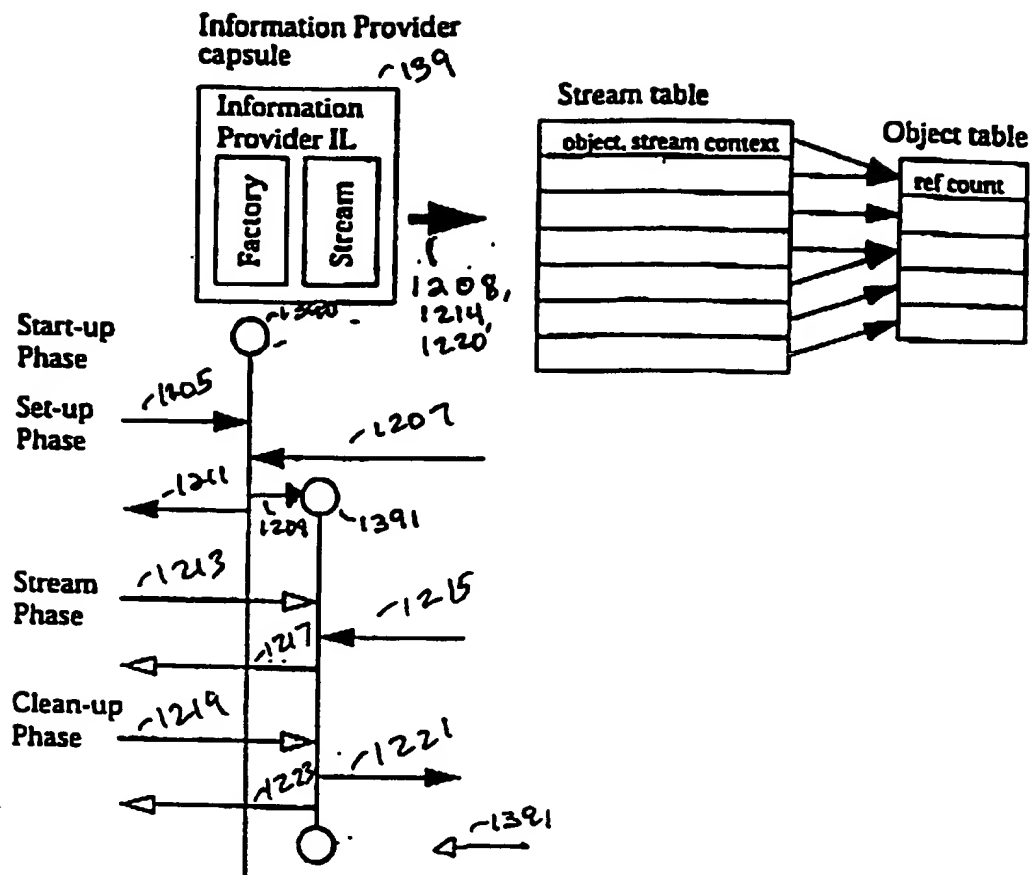 Information Provider
capsule
139
Information
Provider IL
Factory
Stream
Stream table
object, stream context
Object table
ref count
1208,
1214,
1220
1390
Start-up
Phase
1205
Set-up
Phase
1207
1211
1209
1391
1213
Stream
Phase
1215
1217
Clean-up
Phase
1219
1221
1223
1391